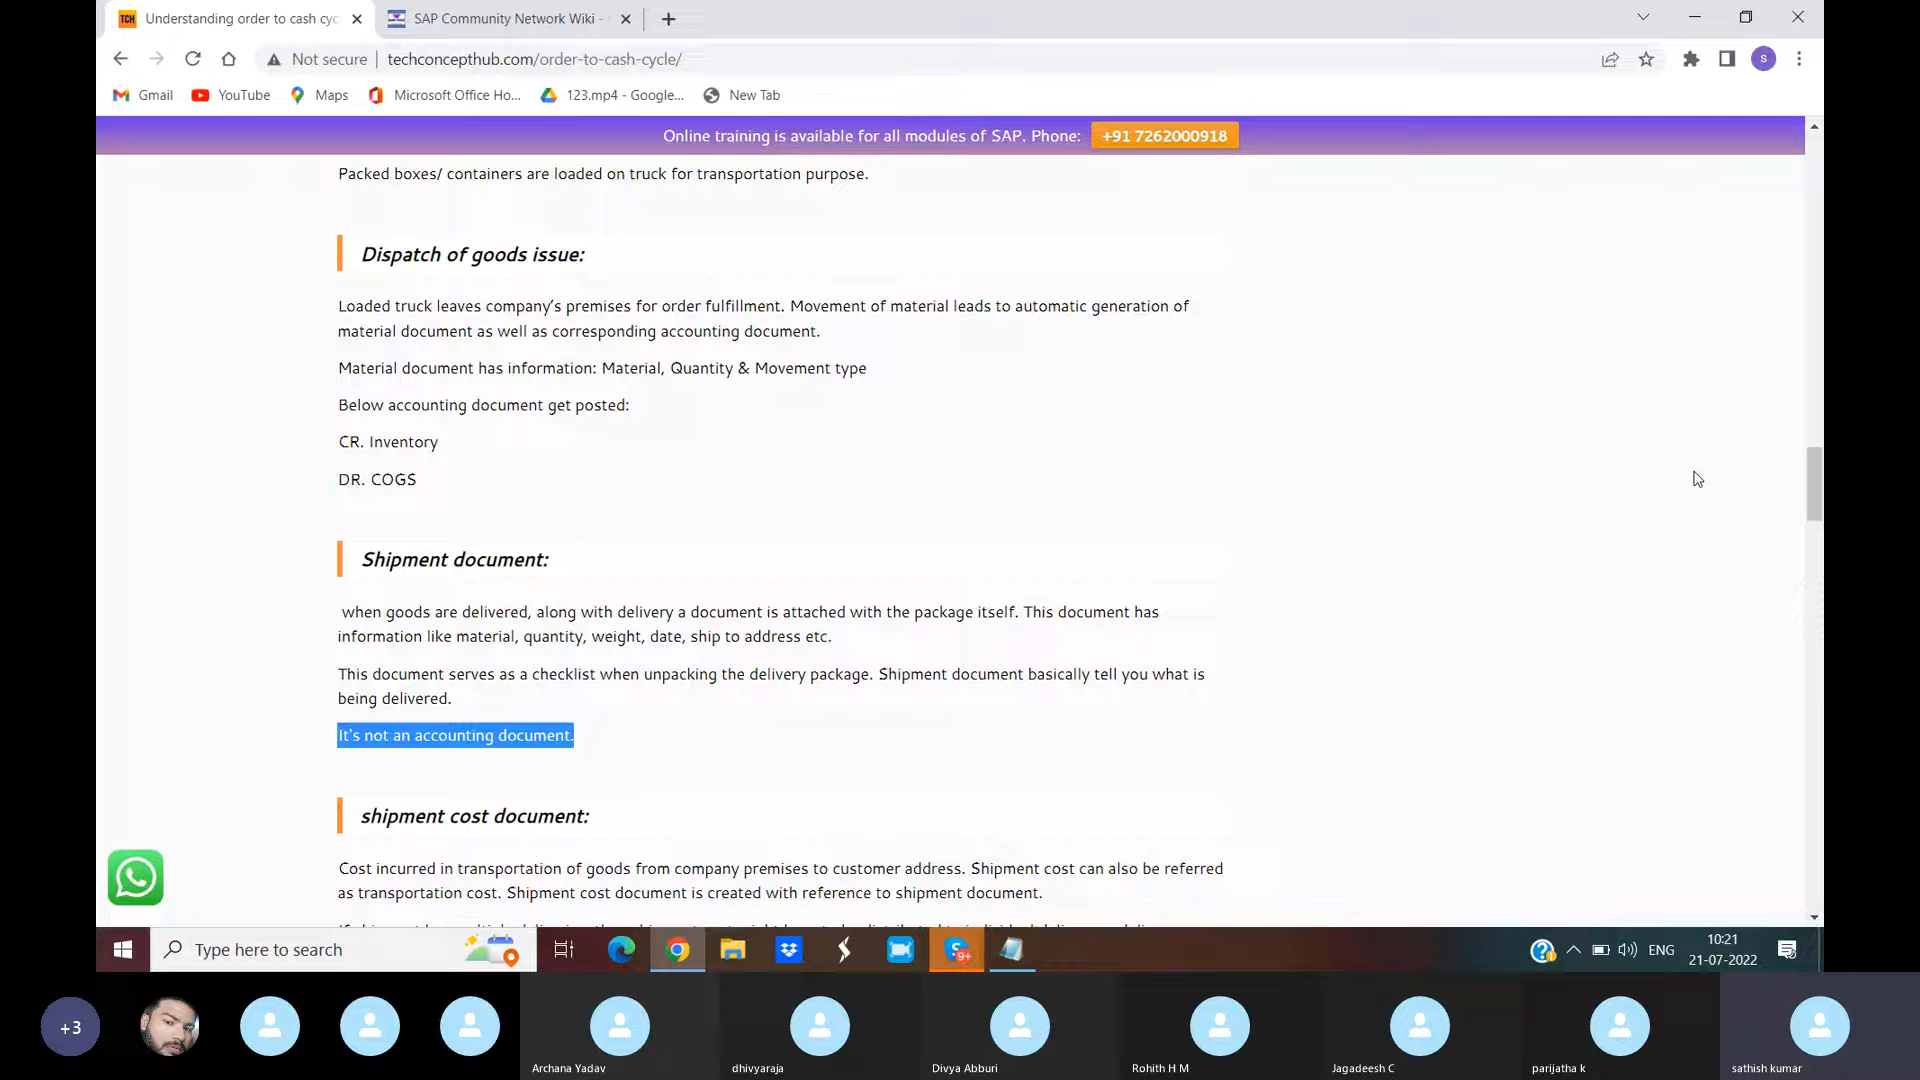 Understanding order to cash cyc
SAP Community Network Wiki -
Not secure
techconcepthub.com/order-to-cash-cycle/
S
Gmail
YouTube
Maps
Microsoft Office Ho...
123.mp4 - Google...
New Tab
Online training is available for all modules of SAP. Phone: +91 7262000918
Packed boxes/ containers are loaded on truck for transportation purpose.
Dispatch of goods issue:
Loaded truck leaves company’s premises for order fulfillment. Movement of material leads to automatic generation of
material document as well as corresponding accounting document.
Material document has information: Material, Quantity & Movement type
Below accounting document get posted:
CR. Inventory
DR. COGS
Shipment document:
when goods are delivered, along with delivery a document is attached with the package itself. This document has
information like material, quantity, weight, date, ship to address etc.
This document serves as a checklist when unpacking the delivery package. Shipment document basically tell you what is
being delivered.
It’s not an accounting document.
shipment cost document:
Cost incurred in transportation of goods from company premises to customer address. Shipment cost can also be referred
as transportation cost. Shipment cost document is created with reference to shipment document.
Type here to search
9+
ENG
10:21
21-07-2022
+3
Archana Yadav
dhivyaraja
Divya Abburi
Rohith H M
Jagadeesh C
parijatha k
sathish kumar